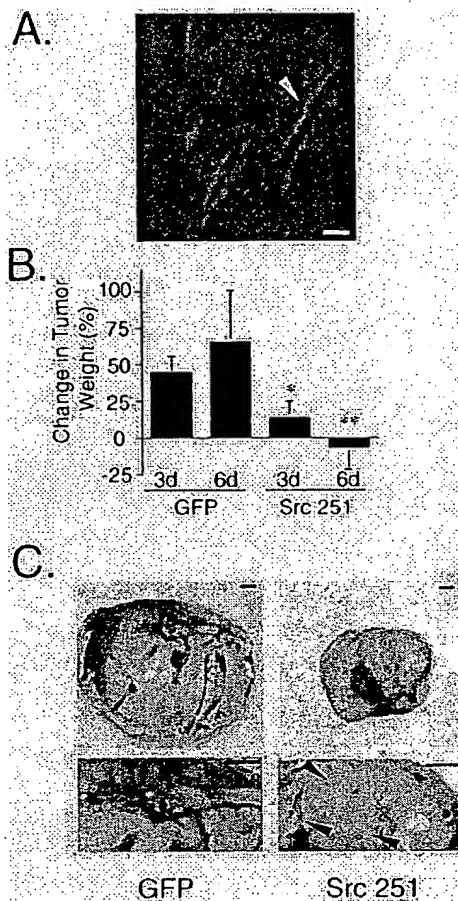 A.
B.
Change in Tumor
Weight (%)
100
75
50
25
0
-25
*
**
3d 6d 3d 6d
GFP Src 251
C.
GFP Src 251